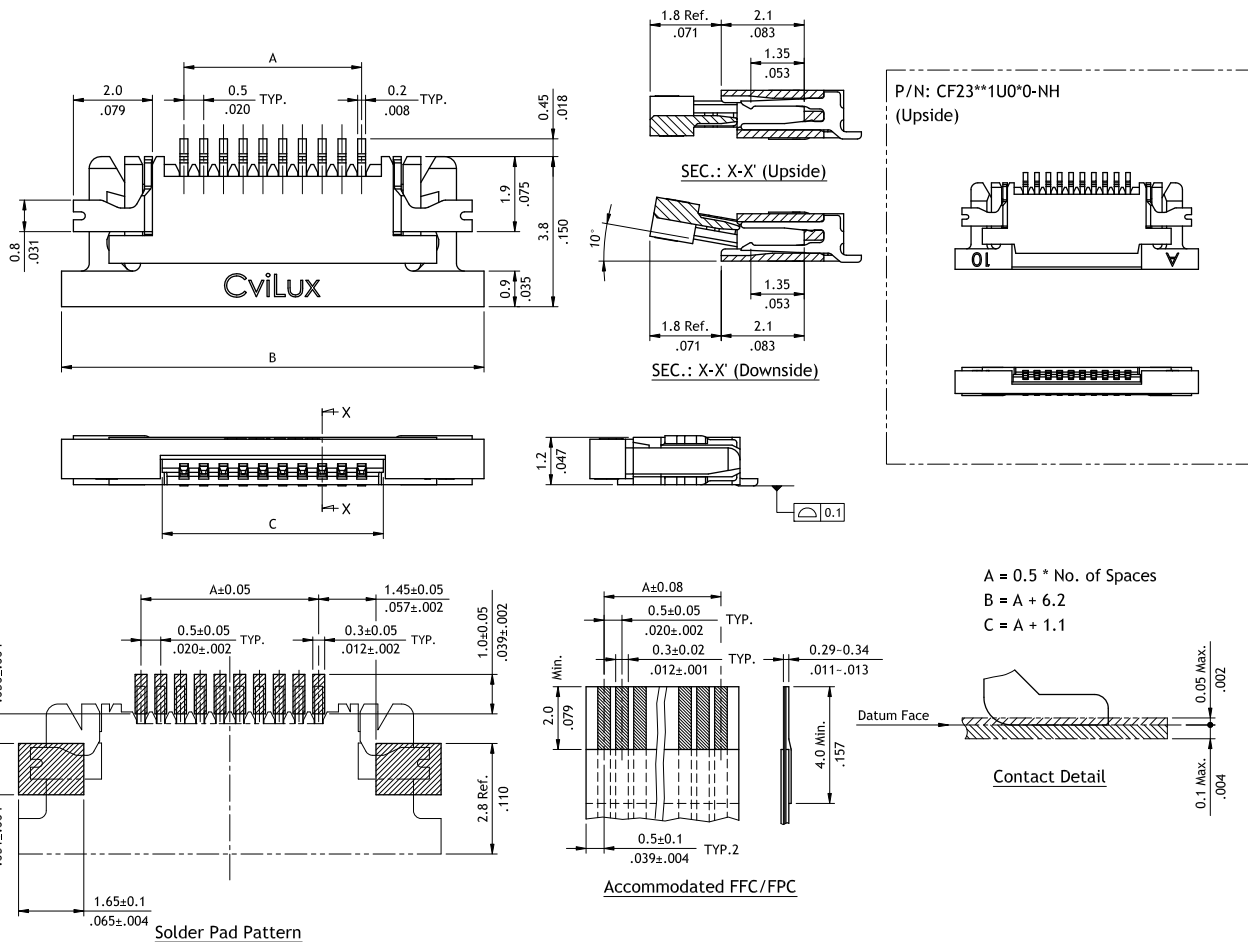 1.8 Ref.
.071
2.1
.083
1.35
.053
A
2.0
.079
0.5
.020
TYP.
0.2
.008
TYP.
0.45
.018
P/N: CF23**1U0*0-NH
(Upside)
SEC.: X-X' (Upside)
1.9
.075
3.8
.150
0.8
.031
10°
CviLux
0.9
.035
10
A
1.35
.053
1.8 Ref.
.071
2.1
.083
B
SEC.: X-X' (Downside)
X
1.2
.047
X
C
0.1
A = 0.5 * No. of Spaces
B = A + 6.2
C = A + 1.1
A±0.05
1.45±0.05
.057±.002
0.5±0.05
.020±.002
TYP.
0.3±0.05
.012±.002
1.0±0.05
.039±.002
A±0.08
0.5±0.05
.020±.002
TYP.
0.3±0.02
.012±.001
TYP.
0.29~0.34
.011~.013
2.0 Min.
.079
4.0 Min.
.157
0.05 Max.
.002
Datum Face
0.1 Max.
.004
Contact Detail
2.8 Ref.
.110
0.5±0.1
.039±.004
TYP.2
Accommodated FFC/FPC
1.65±0.1
.065±.004
Solder Pad Pattern